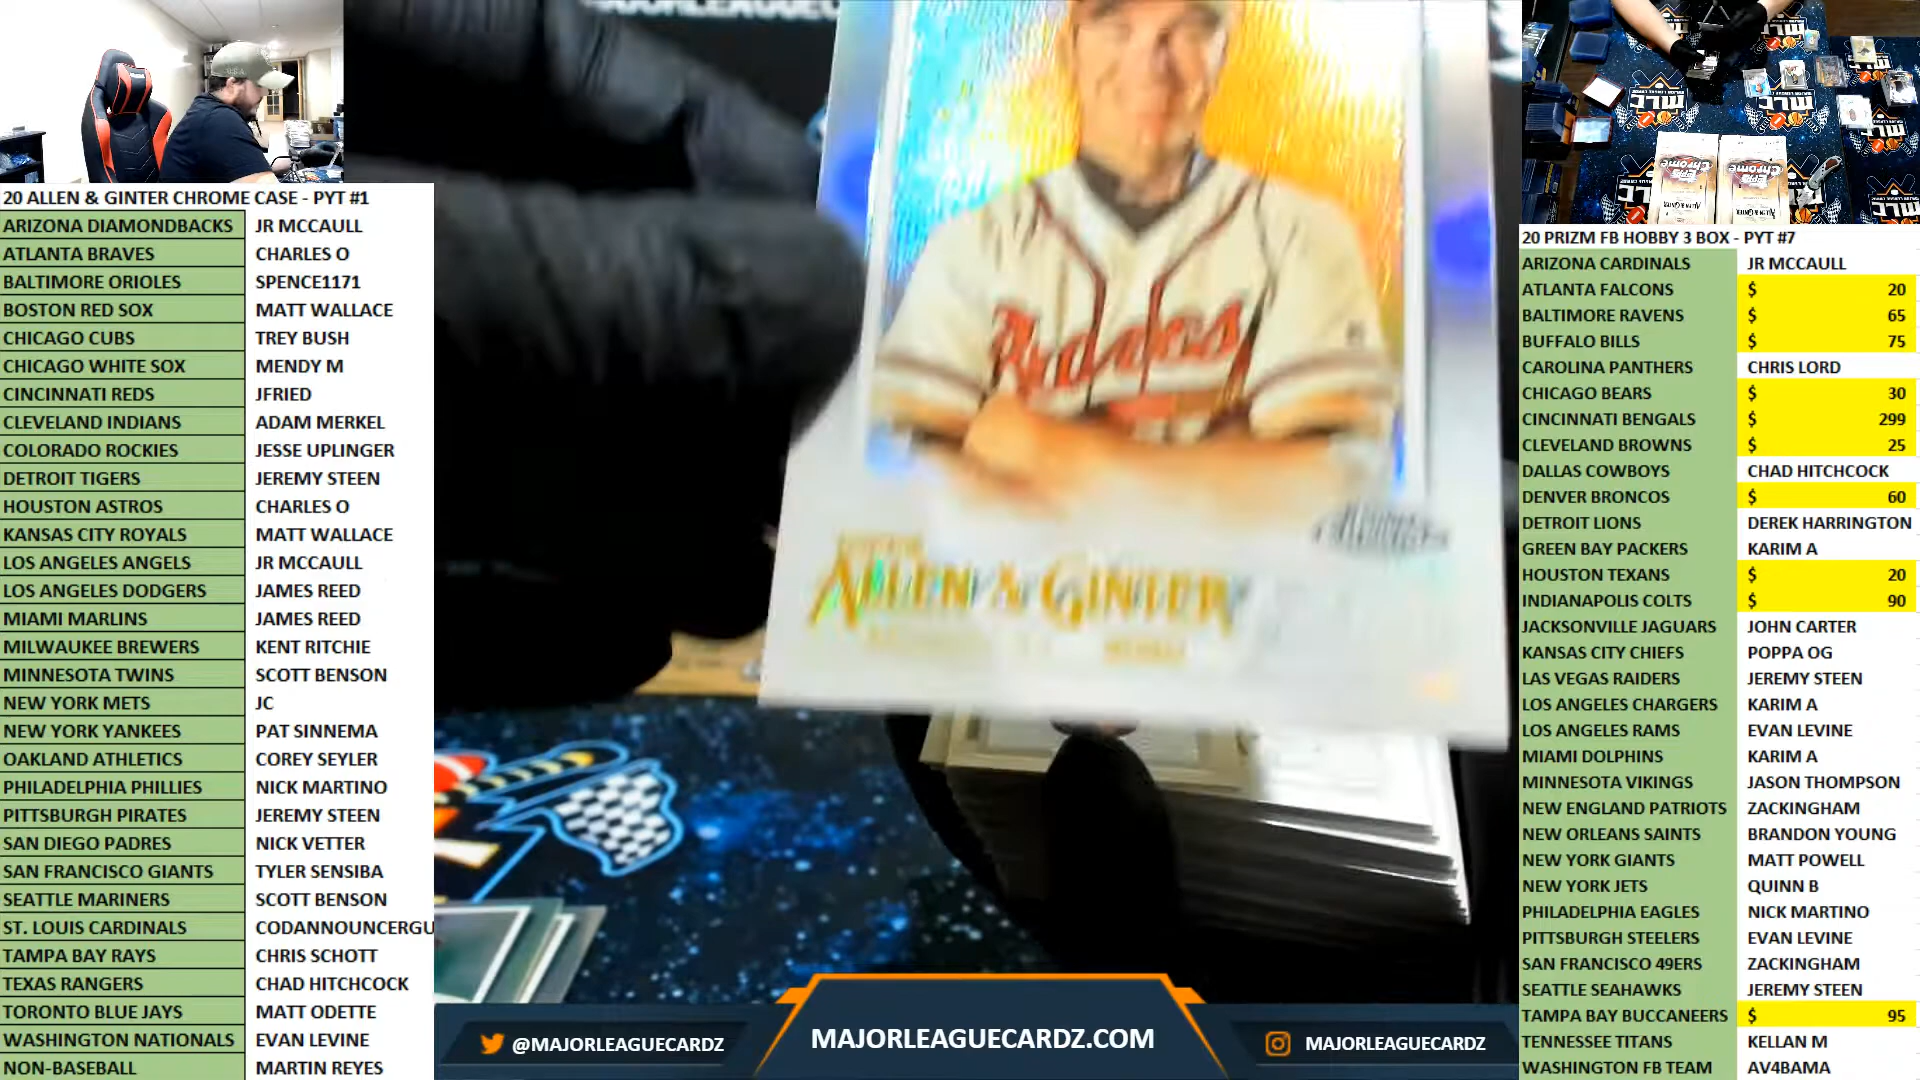 20 ALLEN & GINTER CHROME CASE - PYT #1
ARIZONA DIAMONDBACKS JR MCCAULL
ATLANTA BRAVES CHARLES O
BALTIMORE ORIOLES SPENCE1171
BOSTON RED SOX MATT WALLACE
CHICAGO CUBS TREY BUSH
CHICAGO WHITE SOX MENDY M
CINCINNATI REDS JFRIED
CLEVELAND INDIANS ADAM MERKEL
COLORADO ROCKIES JESSE UPLINGER
DETROIT TIGERS JEREMY STEEN
HOUSTON ASTROS CHARLES O
KANSAS CITY ROYALS MATT WALLACE
LOS ANGELES ANGELS JR MCCAULL
LOS ANGELES DODGERS JAMES REED
MIAMI MARLINS JAMES REED
MILWAUKEE BREWERS KENT RITCHIE
MINNESOTA TWINS SCOTT BENSON
NEW YORK METS JC
NEW YORK YANKEES PAT SINNEMA
OAKLAND ATHLETICS COREY SEYLER
PHILADELPHIA PHILLIES NICK MARTINO
PITTSBURGH PIRATES JEREMY STEEN
SAN DIEGO PADRES NICK VETTER
SAN FRANCISCO GIANTS TYLER SENSIBA
SEATTLE MARINERS SCOTT BENSON
ST. LOUIS CARDINALS CODANNOUNCERGU
TAMPA BAY RAYS CHRIS SCHOTT
TEXAS RANGERS CHAD HITCHCOCK
TORONTO BLUE JAYS MATT ODETTE
WASHINGTON NATIONALS EVAN LEVINE
NON-BASEBALL MARTIN REYES
MAJORLEAGUECARDZ
Braves
Chrome
ALLEN & GINTER
@MAJORLEAGUECARDZ
MAJORLEAGUECARDZ.COM
MAJORLEAGUECARDZ
MLC
MLC
Chrome
Chrome
ALLEN & GINTER
ALLEN & GINTER
20 PRIZM FB HOBBY 3 BOX - PYT #7
ARIZONA CARDINALS JR MCCAULL
ATLANTA FALCONS $ 20
BALTIMORE RAVENS $ 65
BUFFALO BILLS $ 75
CAROLINA PANTHERS CHRIS LORD
CHICAGO BEARS $ 30
CINCINNATI BENGALS $ 299
CLEVELAND BROWNS $ 25
DALLAS COWBOYS CHAD HITCHCOCK
DENVER BRONCOS $ 60
DETROIT LIONS DEREK HARRINGTON
GREEN BAY PACKERS KARIM A
HOUSTON TEXANS $ 20
INDIANAPOLIS COLTS $ 90
JACKSONVILLE JAGUARS JOHN CARTER
KANSAS CITY CHIEFS POPPA OG
LAS VEGAS RAIDERS JEREMY STEEN
LOS ANGELES CHARGERS KARIM A
LOS ANGELES RAMS EVAN LEVINE
MIAMI DOLPHINS KARIM A
MINNESOTA VIKINGS JASON THOMPSON
NEW ENGLAND PATRIOTS ZACKINGHAM
NEW ORLEANS SAINTS BRANDON YOUNG
NEW YORK GIANTS MATT POWELL
NEW YORK JETS QUINN B
PHILADELPHIA EAGLES NICK MARTINO
PITTSBURGH STEELERS EVAN LEVINE
SAN FRANCISCO 49ERS ZACKINGHAM
SEATTLE SEAHAWKS JEREMY STEEN
TAMPA BAY BUCCANEERS $ 95
TENNESSEE TITANS KELLAN M
WASHINGTON FB TEAM AV4BAMA